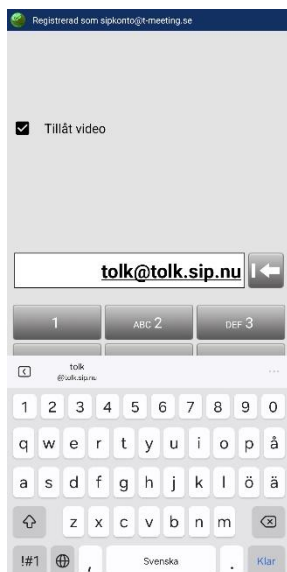 Registrerad som sipkonto@t-meeting.se
Tillåt video
tolk@tolk.sip.nu
1 ABC 2 DEF 3
tolk
@tolk.sip.nu
1 2 3 4 5 6 7 8 9 0
q w e r t y u i o p å
a s d f g h j k l ö ä
z x c v b n m
!#1 , Svenska . Klar